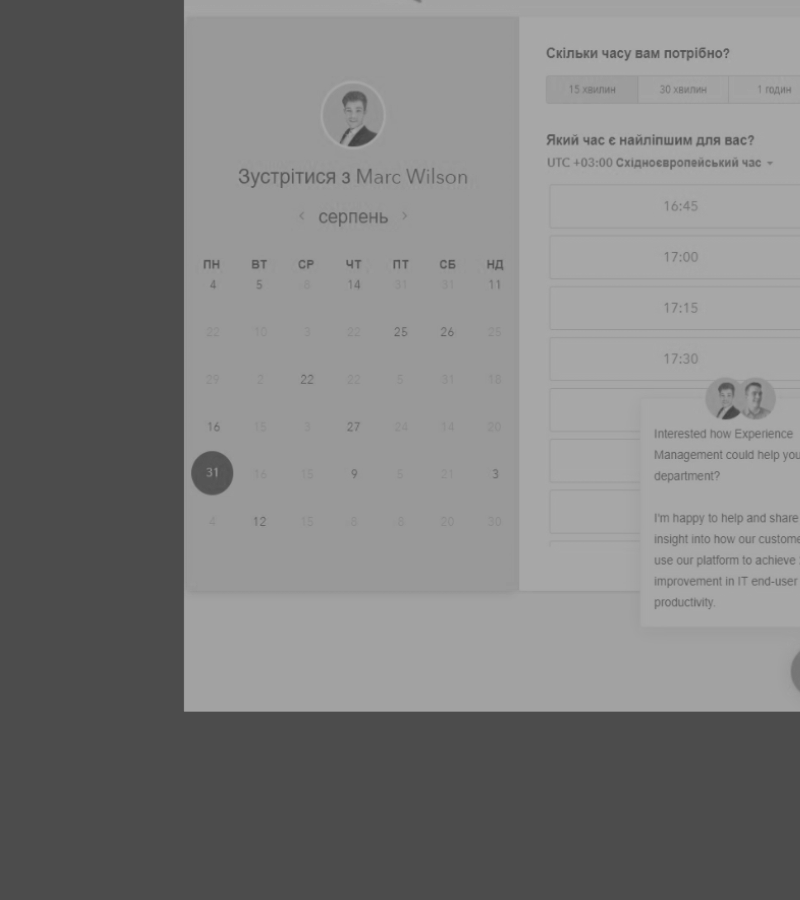 Зустрітися з Marc Wilson
серпень
ПН ВТ СР ЧТ ПТ СБ НД
4 5 6 14 31 31 11
22 10 3 22 25 26 25
29 2 22 22 5 31 18
16 15 3 27 24 14 20
31 16 15 9 5 21 3
4 12 15 6 8 20 30
Скільки часу вам потрібно?
15 хвилин 30 хвилин 1 годин
Який час є найліпшим для вас?
UTC +03:00 Східноєвропейський час
16:45
17:00
17:15
17:30
Interested how Experience
Management could help you
department?
I'm happy to help and share
insight into how our custome
use our platform to achieve
improvement in IT end-user
productivity.